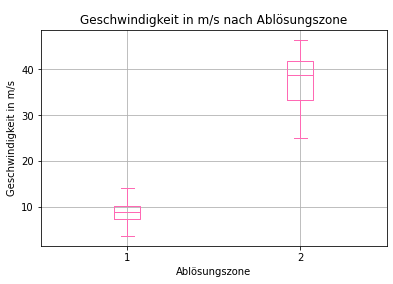 Geschwindigkeit in m/s nach Ablösungszone
Geschwindigkeit in m/s
40
30
20
10
1 2
Ablösungszone